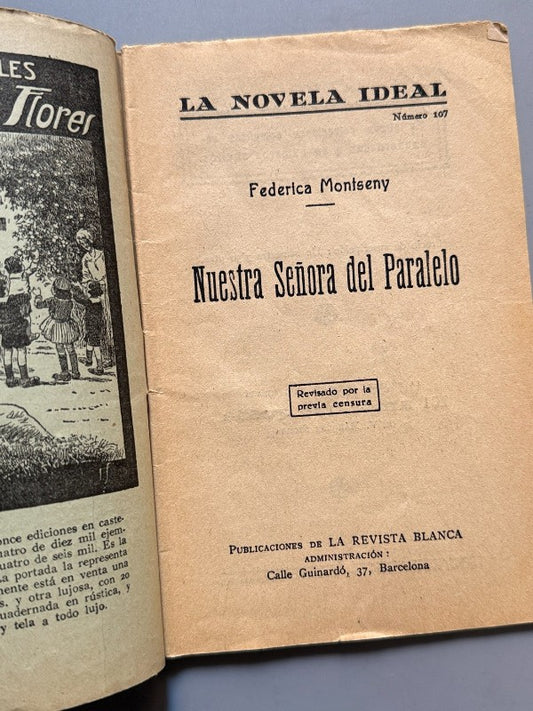 LES
Flores
once ediciones en caste-
atro de diez mil ejem-
uatro de seis mil. Es la
a portada la representa
mente está en venta una
s. y otra lujosa, con 20
uadernada en rústica, y
y tela a todo lujo.
LA NOVELA IDEAL
Número 107
Federica Montseny
Nuestra Señora del Paralelo
Revisado por la
previa censura
PUBLICACIONES DE LA REVISTA BLANCA
ADMINISTRACIÓN:
Calle Guinardó, 37, Barcelona